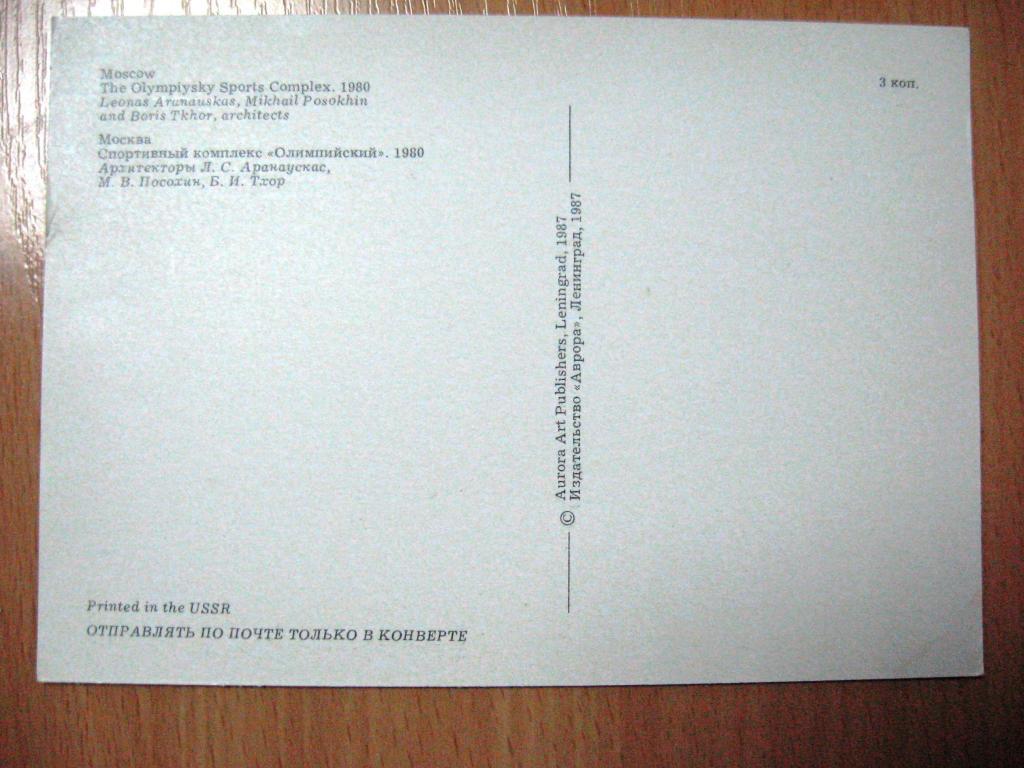 Moscow
The Olympiysky Sports Complex. 1980
Leonas Aranauskas, Mikhail Posokhin
and Boris Tkhor, architects
Москва
Спортивный комплекс «Олимпийский». 1980
Архитекторы Л. С. Аранаускас,
М. В. Посохин, Б. И. Тхор
3 коп.
© Aurora Art Publishers, Leningrad, 1987
Издательство «Аврора», Ленинград, 1987
Printed in the USSR
ОТПРАВЛЯТЬ ПО ПОЧТЕ ТОЛЬКО В КОНВЕРТЕ